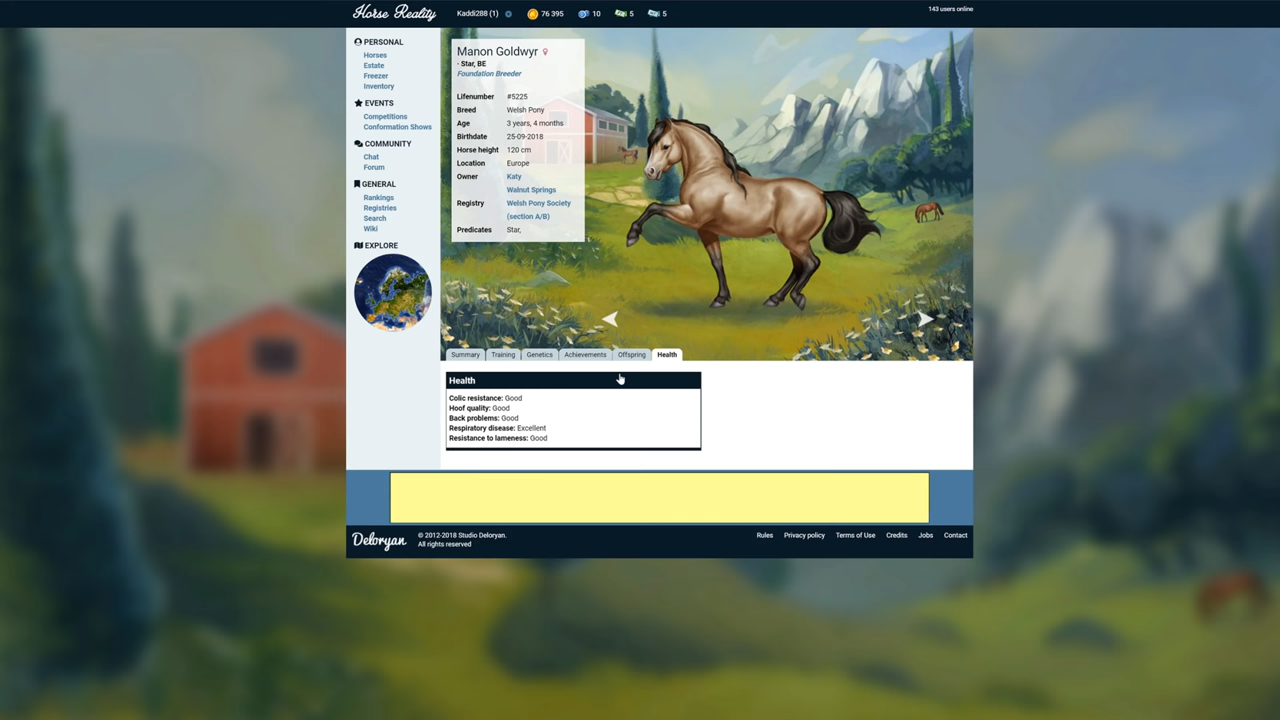 Horse Reality
Kaddi288 (1)
76 395
10
5
5
143 users online
PERSONAL
Horses
Estate
Freezer
Inventory
EVENTS
Competitions
Conformation Shows
COMMUNITY
Chat
Forum
GENERAL
Rankings
Registries
Search
Wiki
EXPLORE
Manon Goldwyr ♀
· Star, BE
Foundation Breeder
Lifenumber #5225
Breed Welsh Pony
Age 3 years, 4 months
Birthdate 25-09-2018
Horse height 120 cm
Location Europe
Owner Katy
Walnut Springs
Registry Welsh Pony Society
(section A/B)
Predicates Star,
Summary Training Genetics Achievements Offspring Health
Health
Colic resistance: Good
Hoof quality: Good
Back problems: Good
Respiratory disease: Excellent
Resistance to lameness: Good
Deloryan
© 2012-2018 Studio Deloryan.
All rights reserved
Rules Privacy policy Terms of Use Credits Jobs Contact